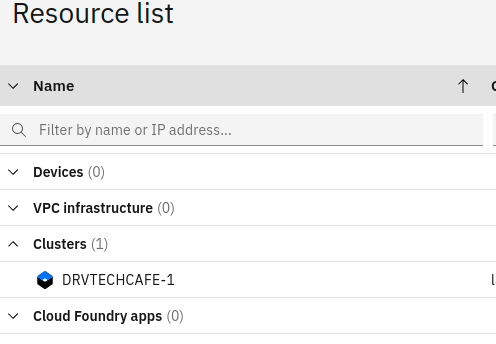 Resource list
Name
Filter by name or IP address...
Devices (0)
VPC infrastructure (0)
Clusters (1)
DRVTECHCAFE-1
Cloud Foundry apps (0)